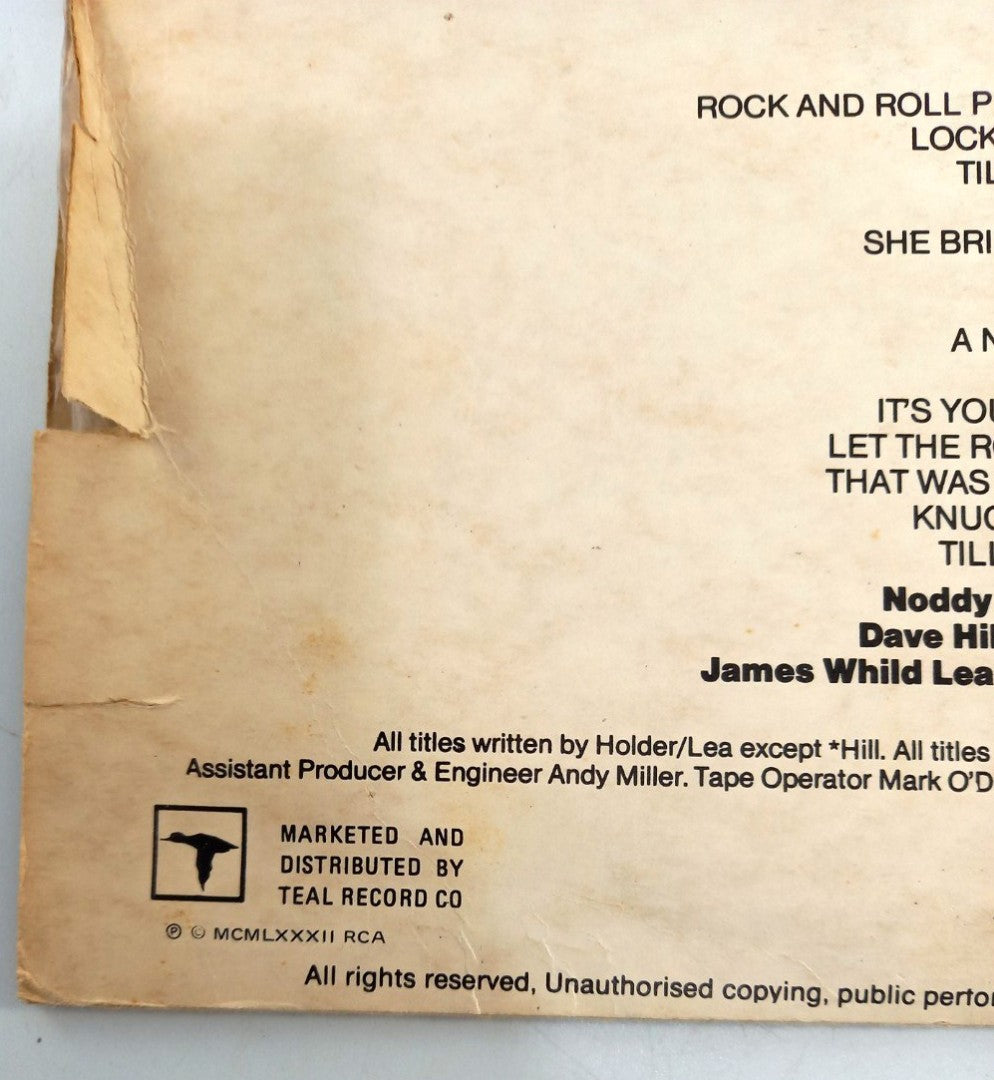 ROCK AND ROLL P
LOCK
TIL
SHE BRI
A N
IT'S YOU
LET THE RO
THAT WAS
KNUC
TILL
Noddy
Dave Hil
James Whild Lea
All titles written by Holder/Lea except *Hill. All titles
Assistant Producer & Engineer Andy Miller. Tape Operator Mark O'D
MARKETED AND
DISTRIBUTED BY
TEAL RECORD CO
℗ © MCMLXXXII RCA
All rights reserved, Unauthorised copying, public perfor